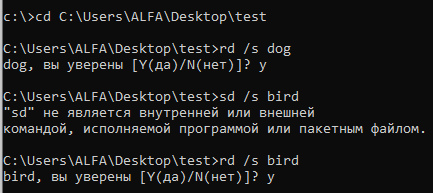 c:\>cd C:\Users\ALFA\Desktop\test
C:\Users\ALFA\Desktop\test>rd /s dog
dog, вы уверены [Y(да)/N(нет)]? y
C:\Users\ALFA\Desktop\test>sd /s bird
"sd" не является внутренней или внешней
командой, исполняемой программой или пакетным файлом.
C:\Users\ALFA\Desktop\test>rd /s bird
bird, вы уверены [Y(да)/N(нет)]? y